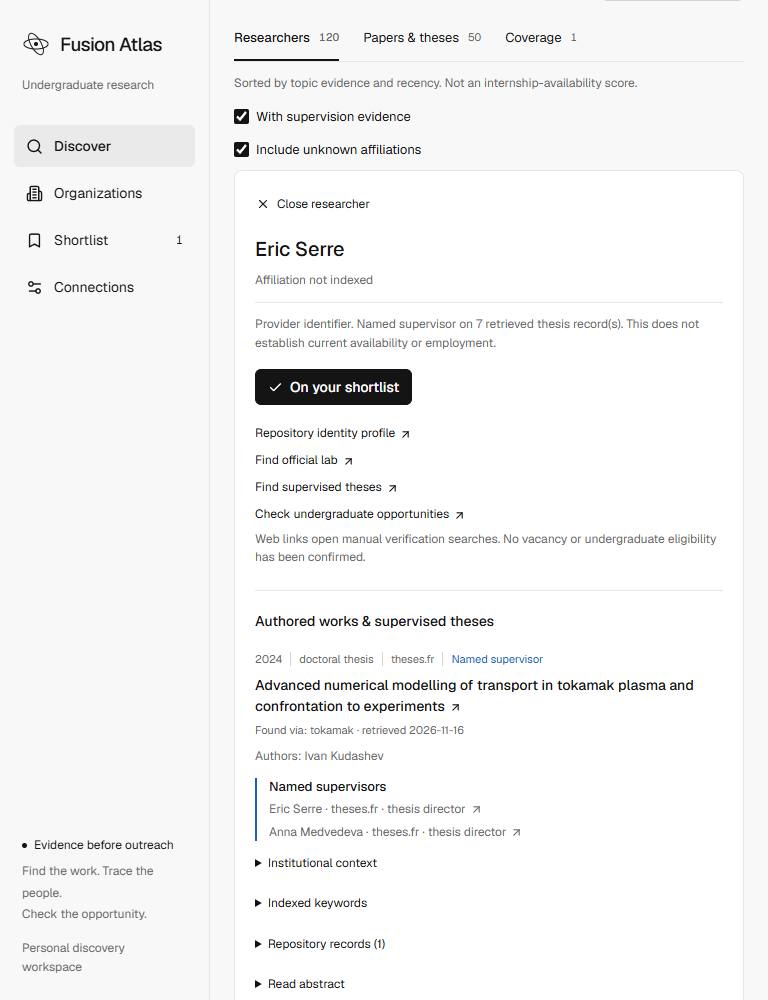 Fusion Atlas
Undergraduate research
Discover
Organizations
Shortlist 1
Connections
Evidence before outreach
Find the work. Trace the
people.
Check the opportunity.
Personal discovery
workspace
Researchers 120 Papers & theses 50 Coverage 1
Sorted by topic evidence and recency. Not an internship-availability score.
With supervision evidence
Include unknown affiliations
Close researcher
Eric Serre
Affiliation not indexed
Provider identifier. Named supervisor on 7 retrieved thesis record(s). This does not
establish current availability or employment.
On your shortlist
Repository identity profile
Find official lab
Find supervised theses
Check undergraduate opportunities
Web links open manual verification searches. No vacancy or undergraduate eligibility
has been confirmed.
Authored works & supervised theses
2024 doctoral thesis theses.fr Named supervisor
Advanced numerical modelling of transport in tokamak plasma and
confrontation to experiments
Found via: tokamak · retrieved 2026-11-16
Authors: Ivan Kudashev
Named supervisors
Eric Serre · theses.fr · thesis director
Anna Medvedeva · theses.fr · thesis director
Institutional context
Indexed keywords
Repository records (1)
Read abstract